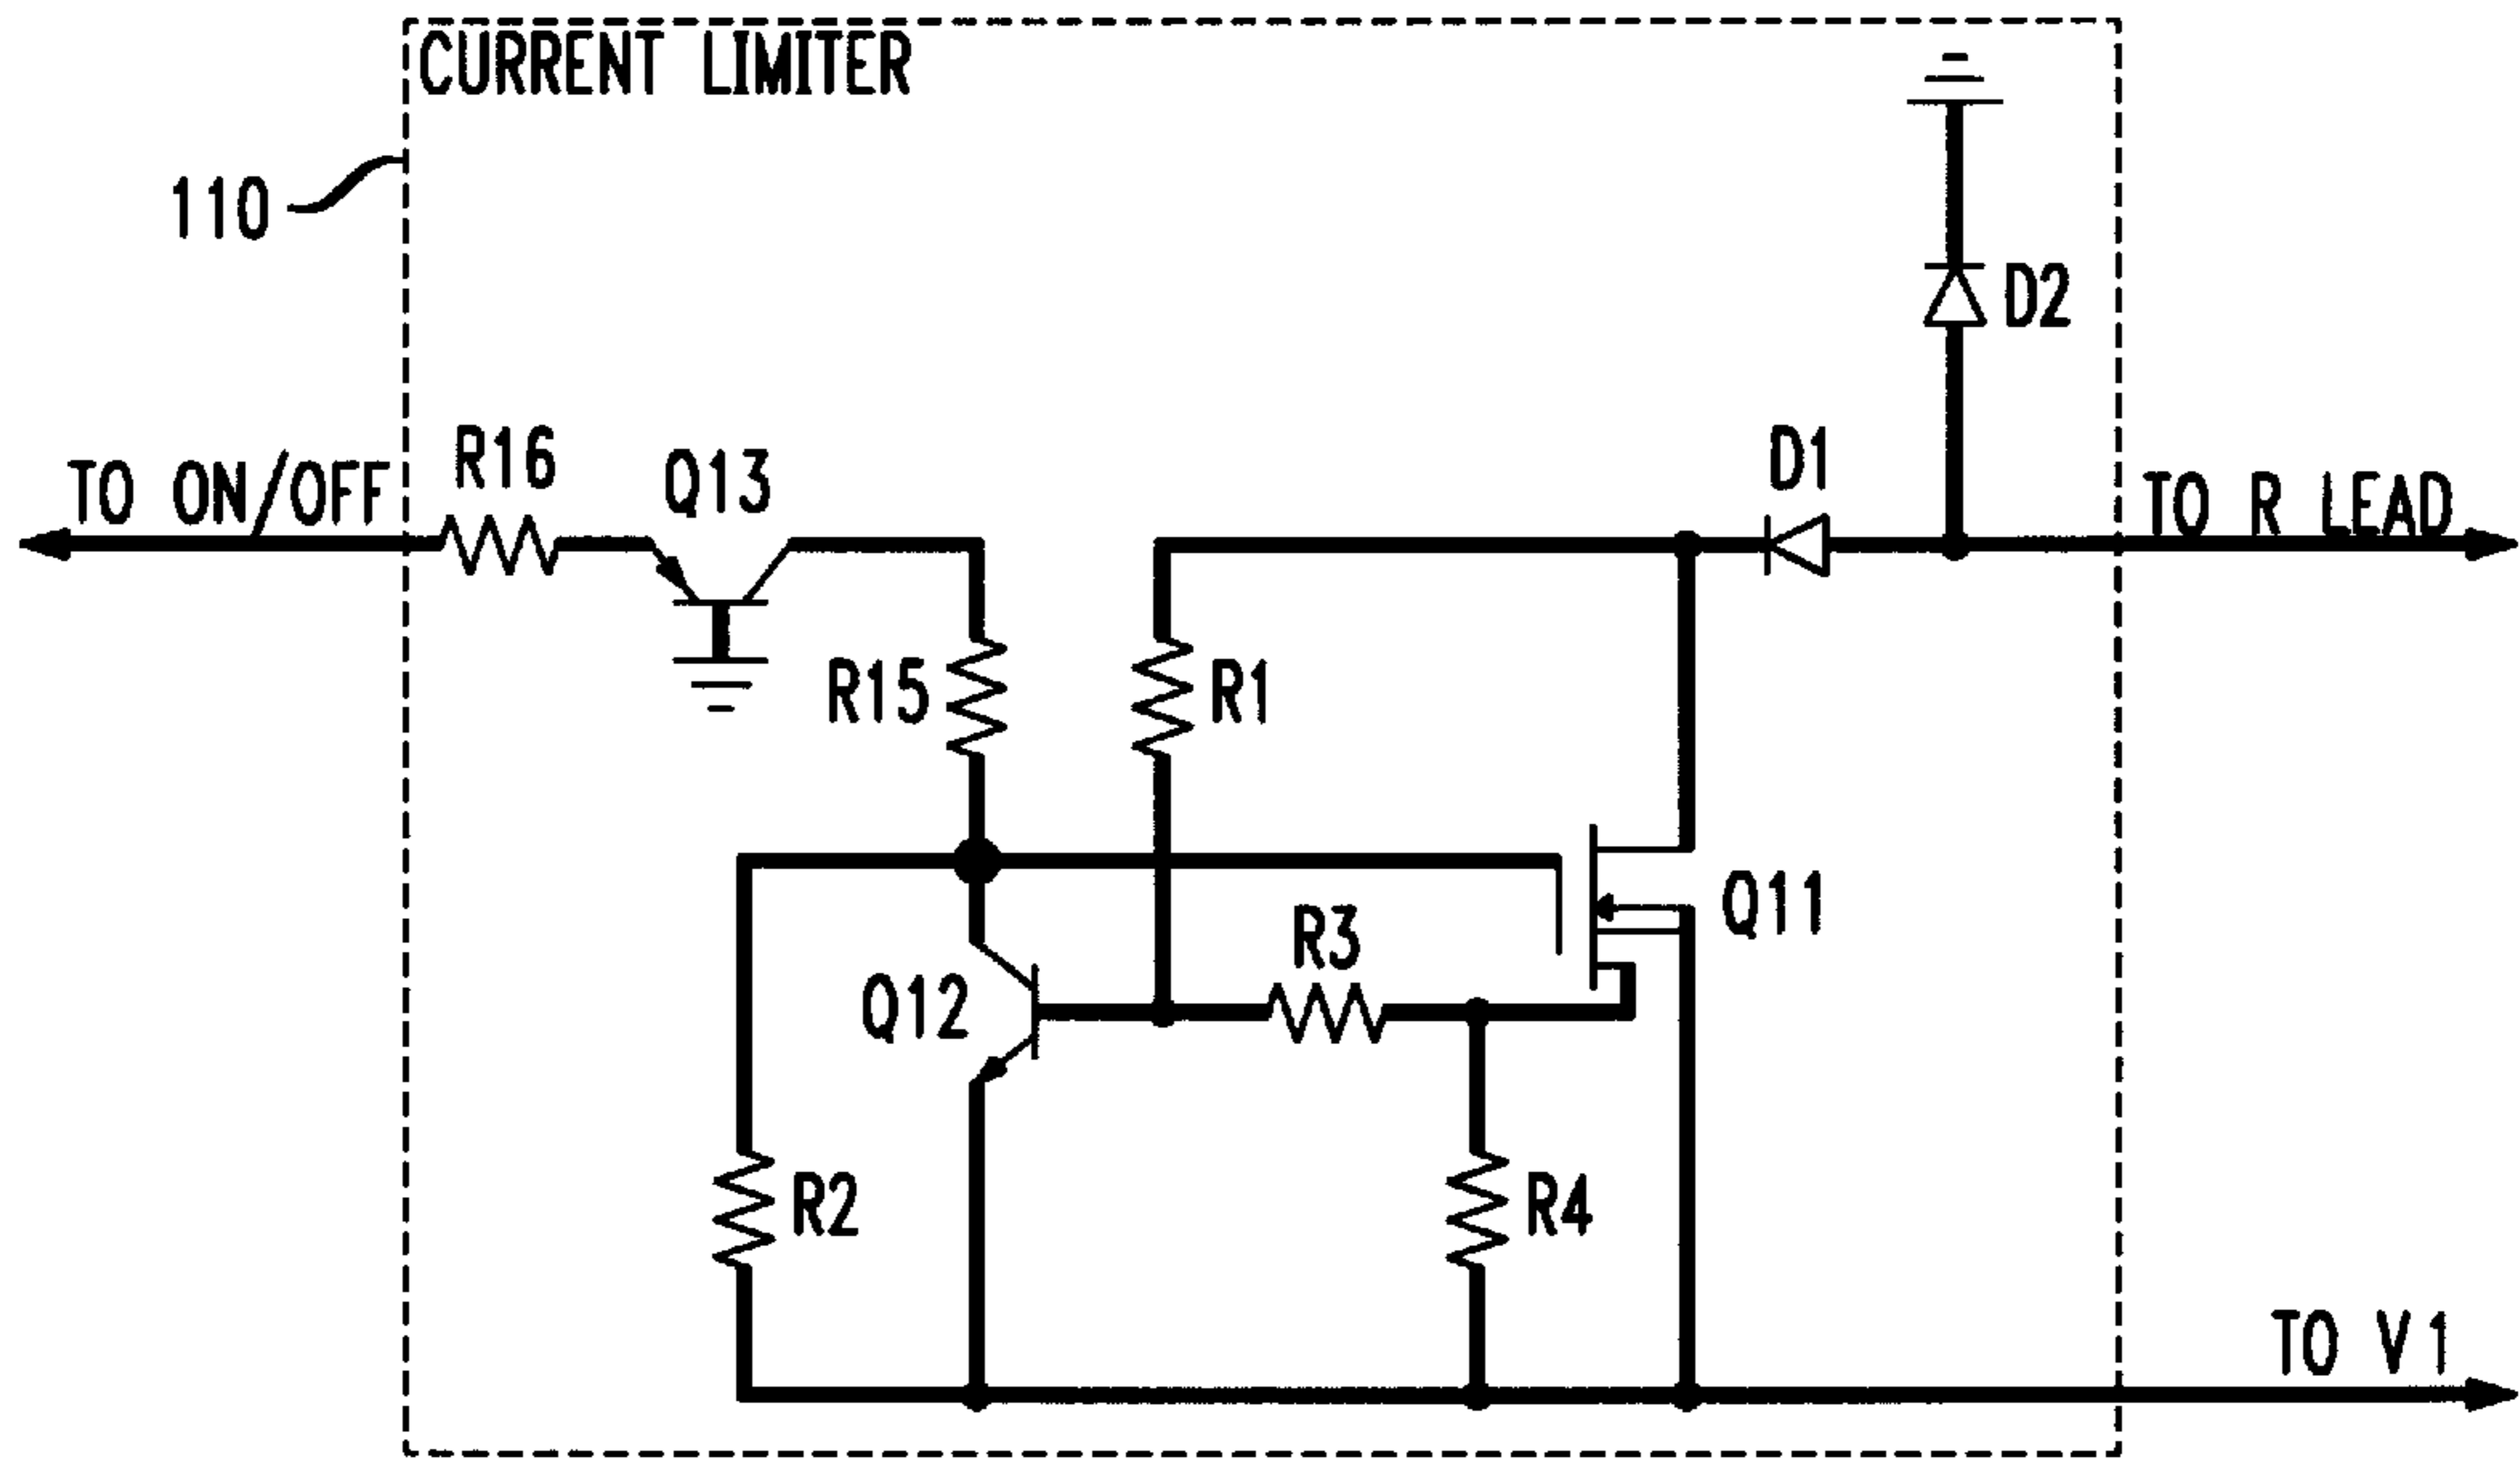 CURRENT LIMITER
110
D2
TO ON/OFF
R16
Q13
D1
TO R LEAD
R15
R1
Q11
R3
Q12
R2
R4
TO V1